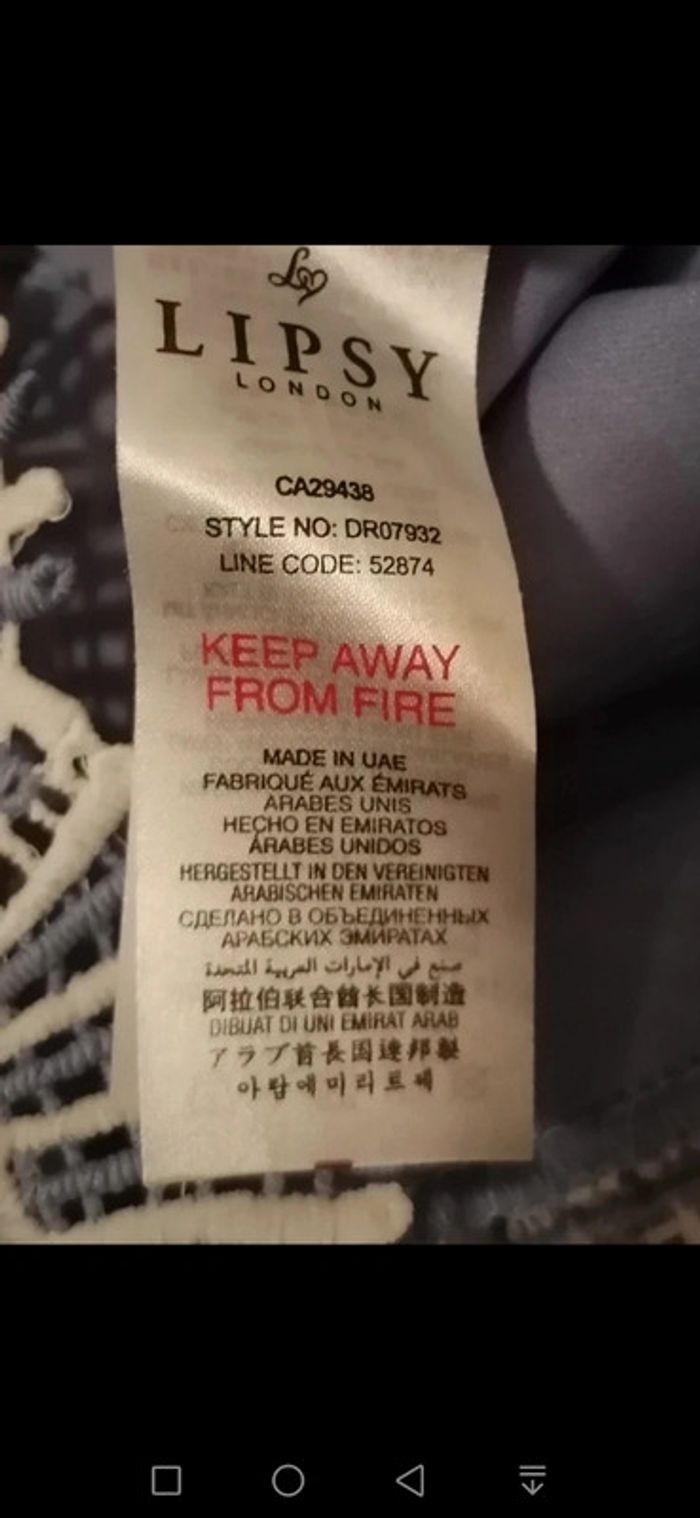 LIPSY
LONDON
CA29438
STYLE NO: DR07932
LINE CODE: 52874
KEEP AWAY
FROM FIRE
MADE IN UAE
FABRIQUÉ AUX ÉMIRATS
ARABES UNIS
HECHO EN EMIRATOS
ÁRABES UNIDOS
HERGESTELLT IN DEN VEREINIGTEN
ARABISCHEN EMIRATEN
СДЕЛАНО В ОБЪЕДИНЕННЫХ
АРАБСКИХ ЭМИРАТАХ
صنع في الإمارات العربية المتحدة
阿拉伯联合酋长国制造
DIBUAT DI UNI EMIRAT ARAB
アラブ首長国連邦製
아랍에미리트제